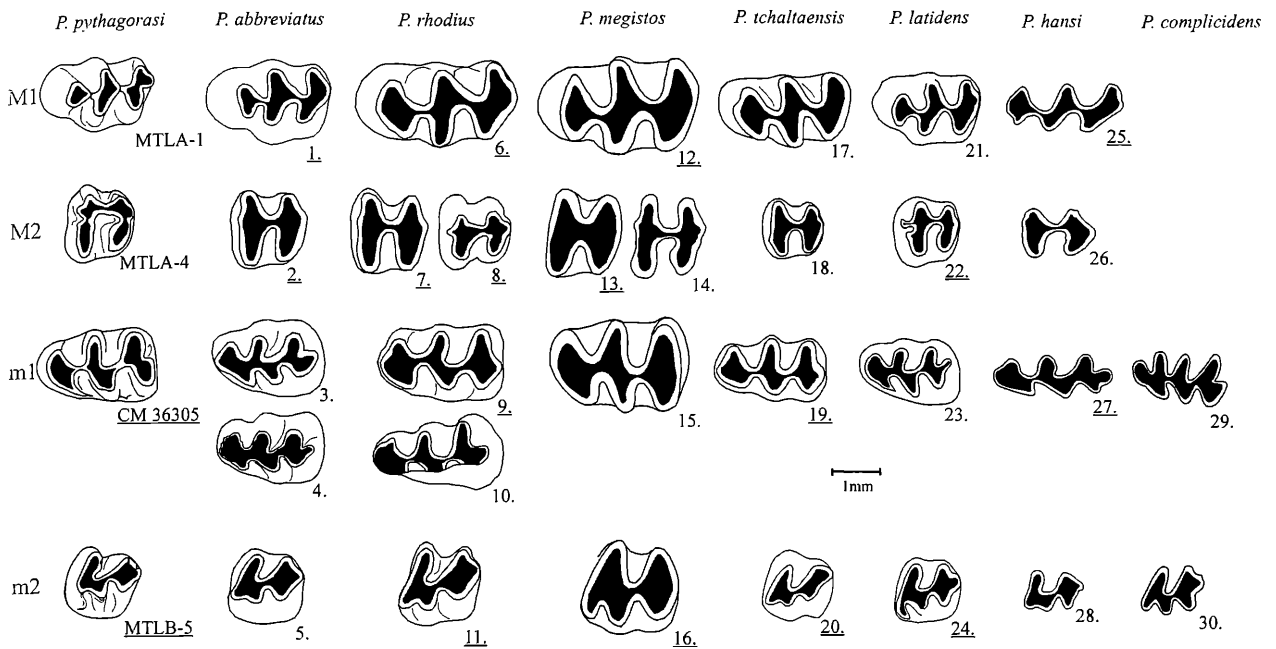 P. pythagorasi P. abbreviatus P. rhodius P. megistos P. tchaltaensis P. latidens P. hansi P. complicidens
M1
MTLA-1 1. 6. 12. 17. 21. 25.
M2
MTLA-4 2. 7. 8. 13. 14. 18. 22. 26.
m1
CM 36305 3. 9. 15. 19. 23. 27. 29.
1mm
4. 10.
m2
MTLB-5 5. 11. 16. 20. 24. 28. 30.